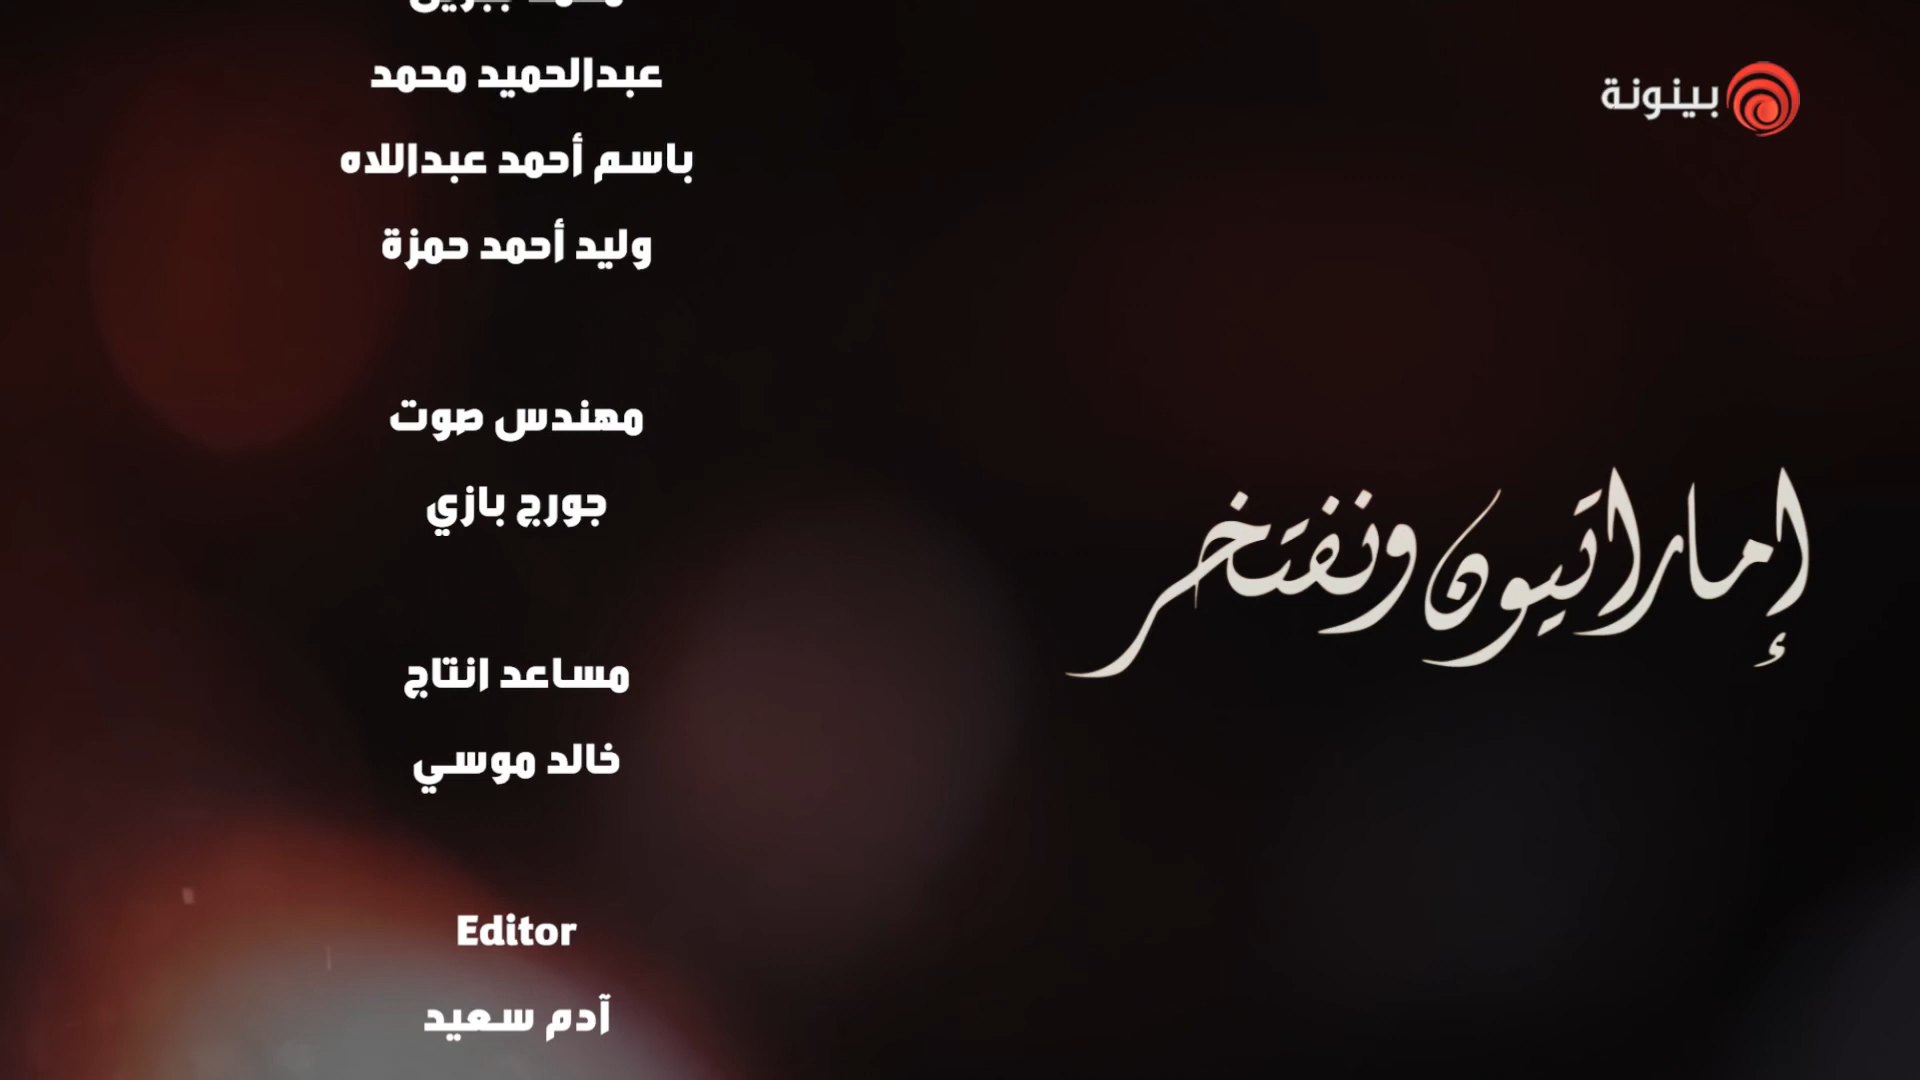 عبدالحميد محمد
باسم أحمد عبداللاه
وليد أحمد حمزة
مهندس صوت
جورج بازي
مساعد انتاج
خالد موسي
Editor
آدم سعيد
بينونة
إماراتيون ونفتخر